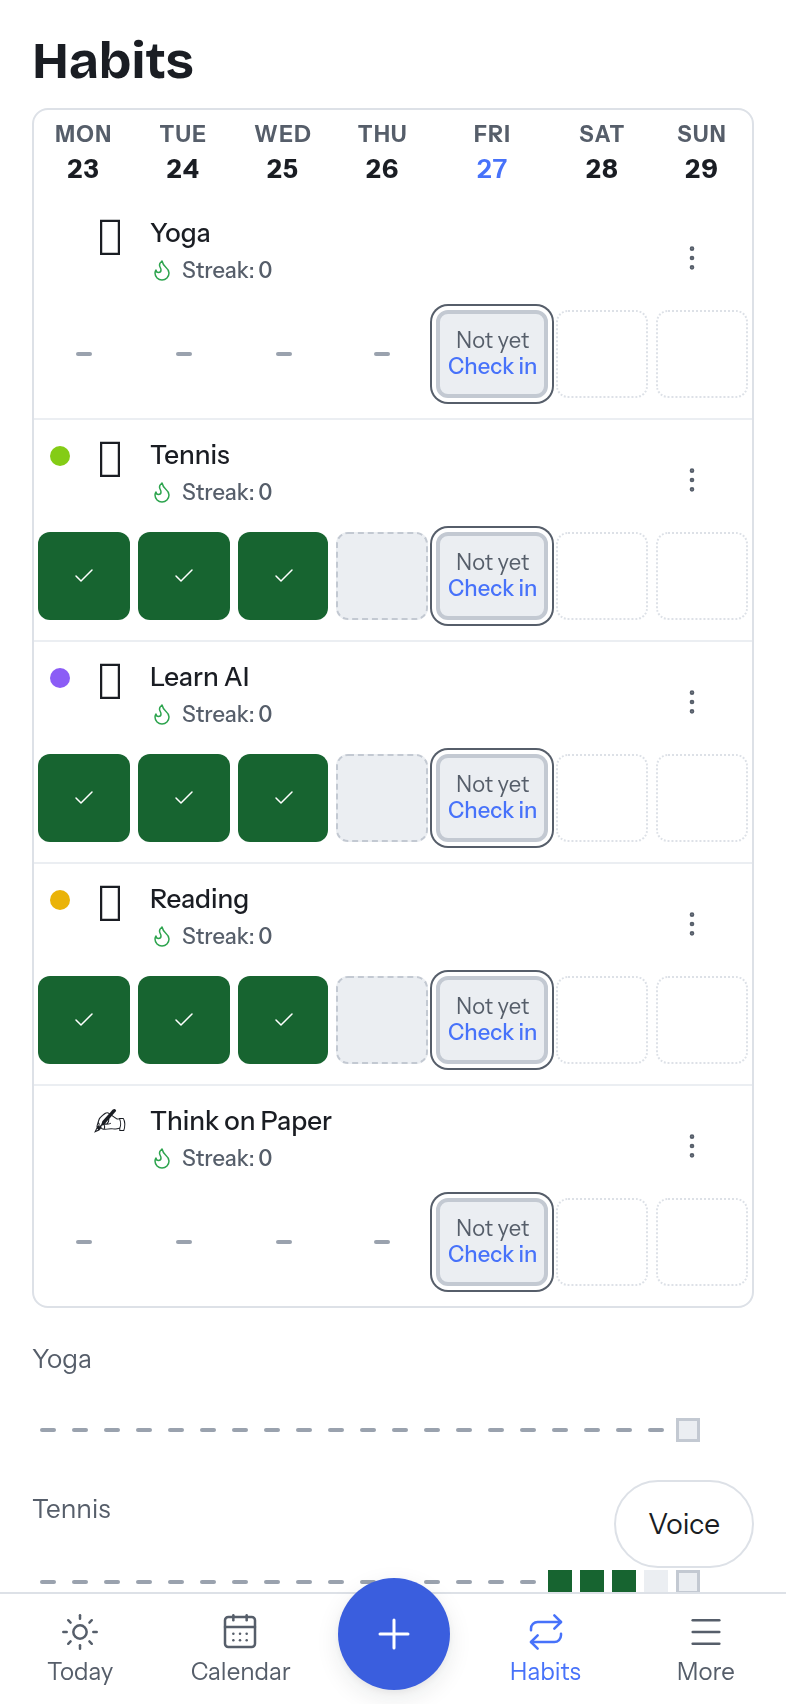 Habits
MON TUE WED THU FRI SAT SUN
23 24 25 26 27 28 29
Yoga
Streak: 0
Not yet
Check in
Tennis
Streak: 0
Not yet
Check in
Learn AI
Streak: 0
Not yet
Check in
Reading
Streak: 0
Not yet
Check in
Think on Paper
Streak: 0
Not yet
Check in
Yoga
Tennis
Voice
Today Calendar Habits More